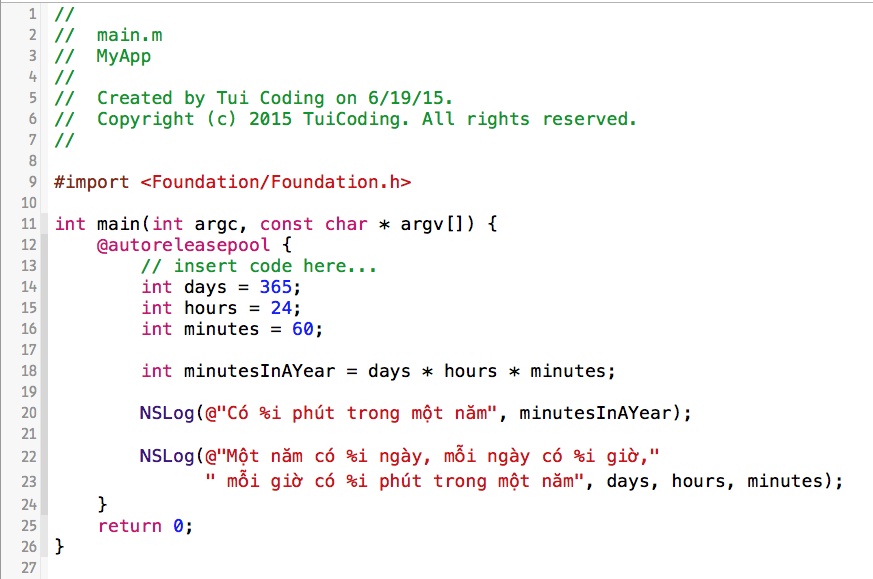 1 //
2 //  main.m
3 //  MyApp
4 //
5 //  Created by Tui Coding on 6/19/15.
6 //  Copyright (c) 2015 TuiCoding. All rights reserved.
7 //
8
9 #import <Foundation/Foundation.h>
10
11 int main(int argc, const char * argv[]) {
12     @autoreleasepool {
13         // insert code here...
14         int days = 365;
15         int hours = 24;
16         int minutes = 60;
17
18         int minutesInAYear = days * hours * minutes;
19
20         NSLog(@"Có %i phút trong một năm", minutesInAYear);
21
22         NSLog(@"Một năm có %i ngày, mỗi ngày có %i giờ,"
23               " mỗi giờ có %i phút trong một năm", days, hours, minutes);
24     }
25     return 0;
26 }
27